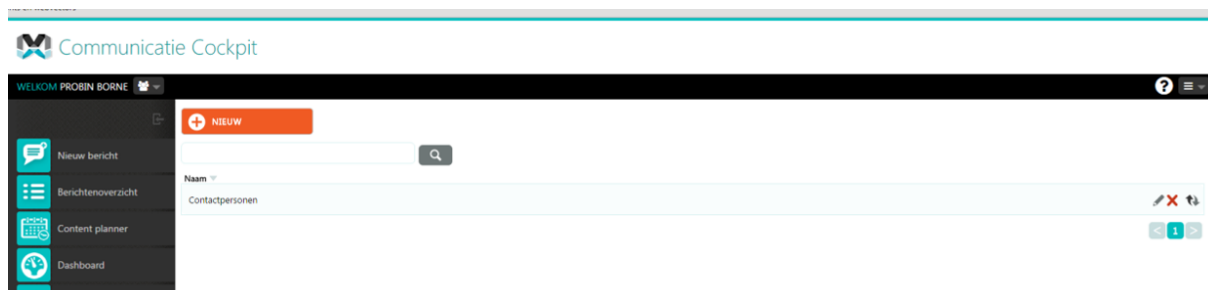 Communicatie Cockpit
WELKOM PROBIN BORNE
?
NIEUW
Nieuw bericht
Naam
Berichtenoverzicht
Contactpersonen
Content planner
< 1 >
Dashboard